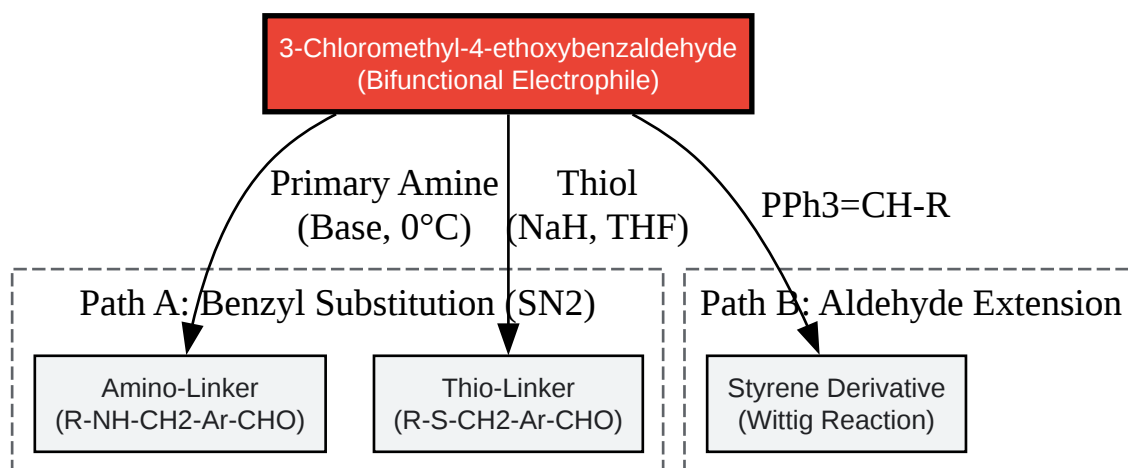 3-Chloromethyl-4-ethoxybenzaldehyde
(Bifunctional Electrophile)
Primary Amine
(Base, 0°C)
Thiol
(NaH, THF)
PPh3=CH-R
Path A: Benzyl Substitution (SN2)
Path B: Aldehyde Extension
Amino-Linker
(R-NH-CH2-Ar-CHO)
Thio-Linker
(R-S-CH2-Ar-CHO)
Styrene Derivative
(Wittig Reaction)